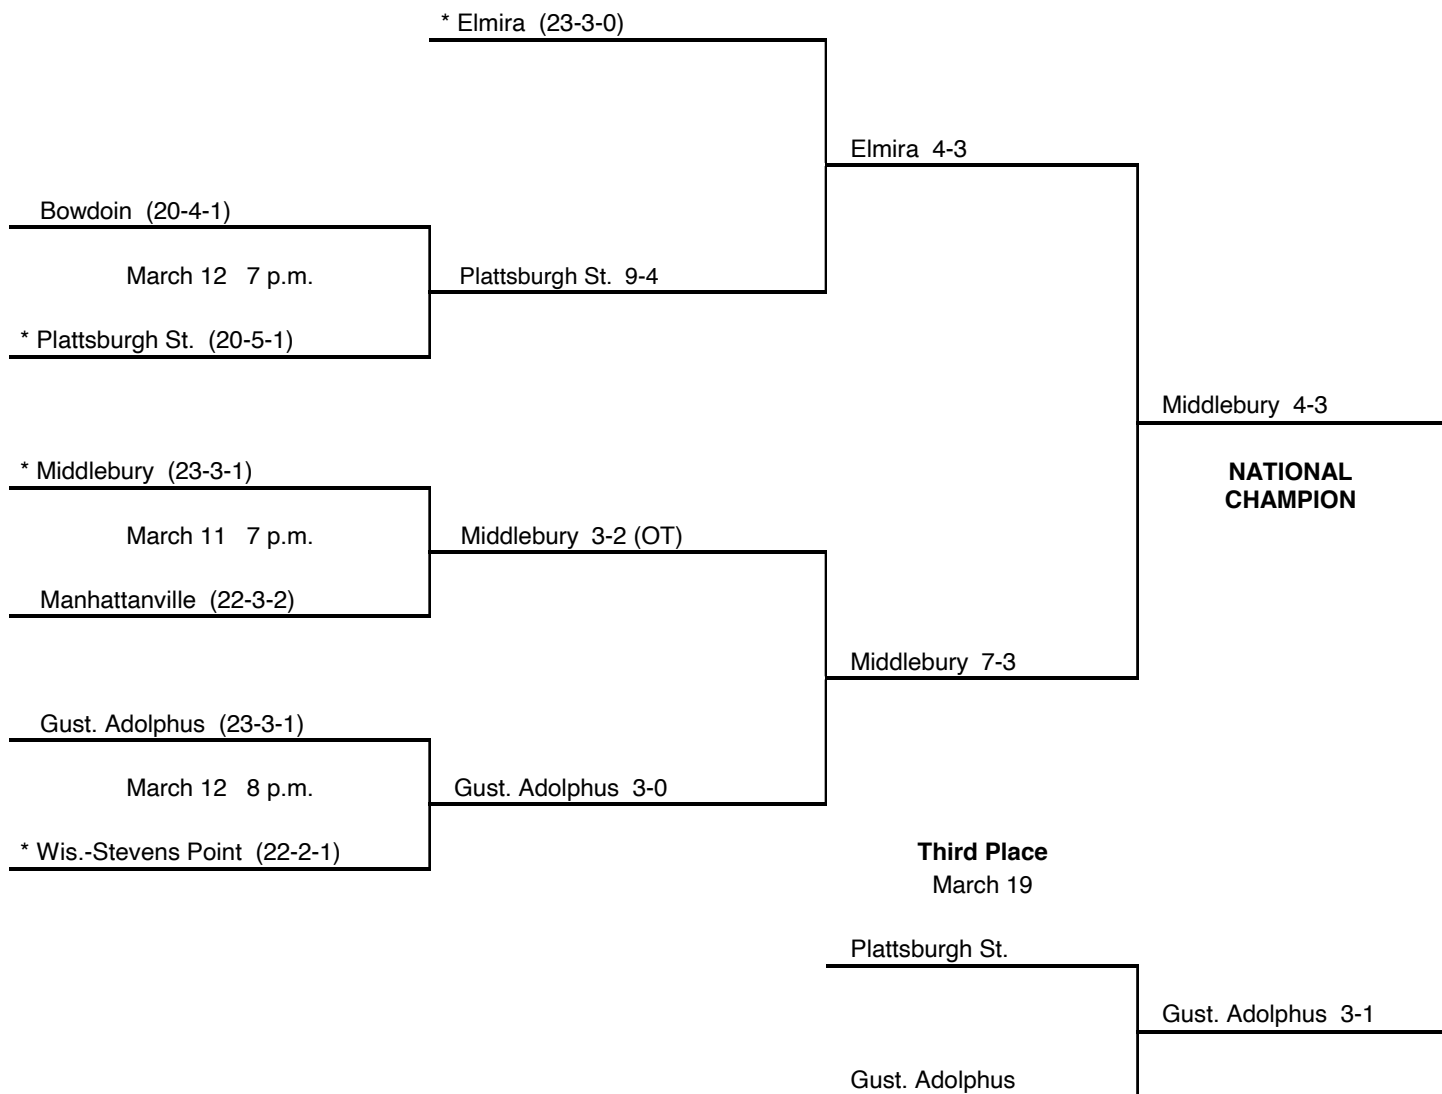 * Elmira (23-3-0)
Elmira 4-3
Bowdoin (20-4-1)
March 12 7 p.m.
Plattsburgh St. 9-4
* Plattsburgh St. (20-5-1)
Middlebury 4-3
* Middlebury (23-3-1)
NATIONAL
CHAMPION
March 11 7 p.m.
Middlebury 3-2 (OT)
Manhattanville (22-3-2)
Middlebury 7-3
Gust. Adolphus (23-3-1)
March 12 8 p.m.
Gust. Adolphus 3-0
* Wis.-Stevens Point (22-2-1)
Third Place
March 19
Plattsburgh St.
Gust. Adolphus 3-1
Gust. Adolphus